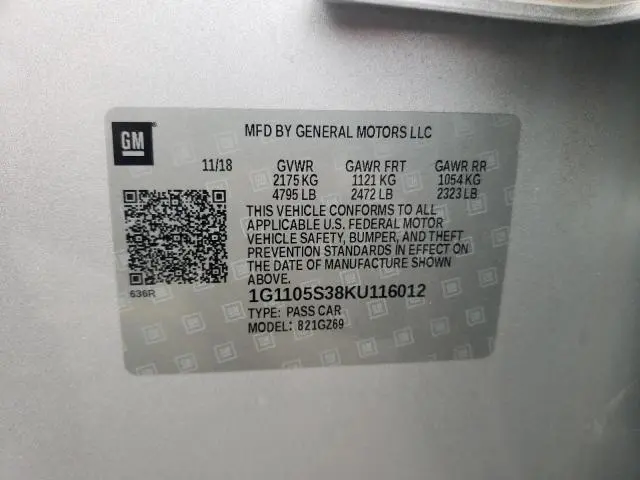 GM
MFD BY GENERAL MOTORS LLC
11/18 GVWR GAWR FRT GAWR RR
2175 KG 1121 KG 1054 KG
4795 LB 2472 LB 2323 LB
THIS VEHICLE CONFORMS TO ALL
APPLICABLE U.S. FEDERAL MOTOR
VEHICLE SAFETY, BUMPER, AND THEFT
PREVENTION STANDARDS IN EFFECT ON
THE DATE OF MANUFACTURE SHOWN
ABOVE.
636R
1G1105S38KU116012
TYPE: PASS CAR
MODEL: 821GZ69